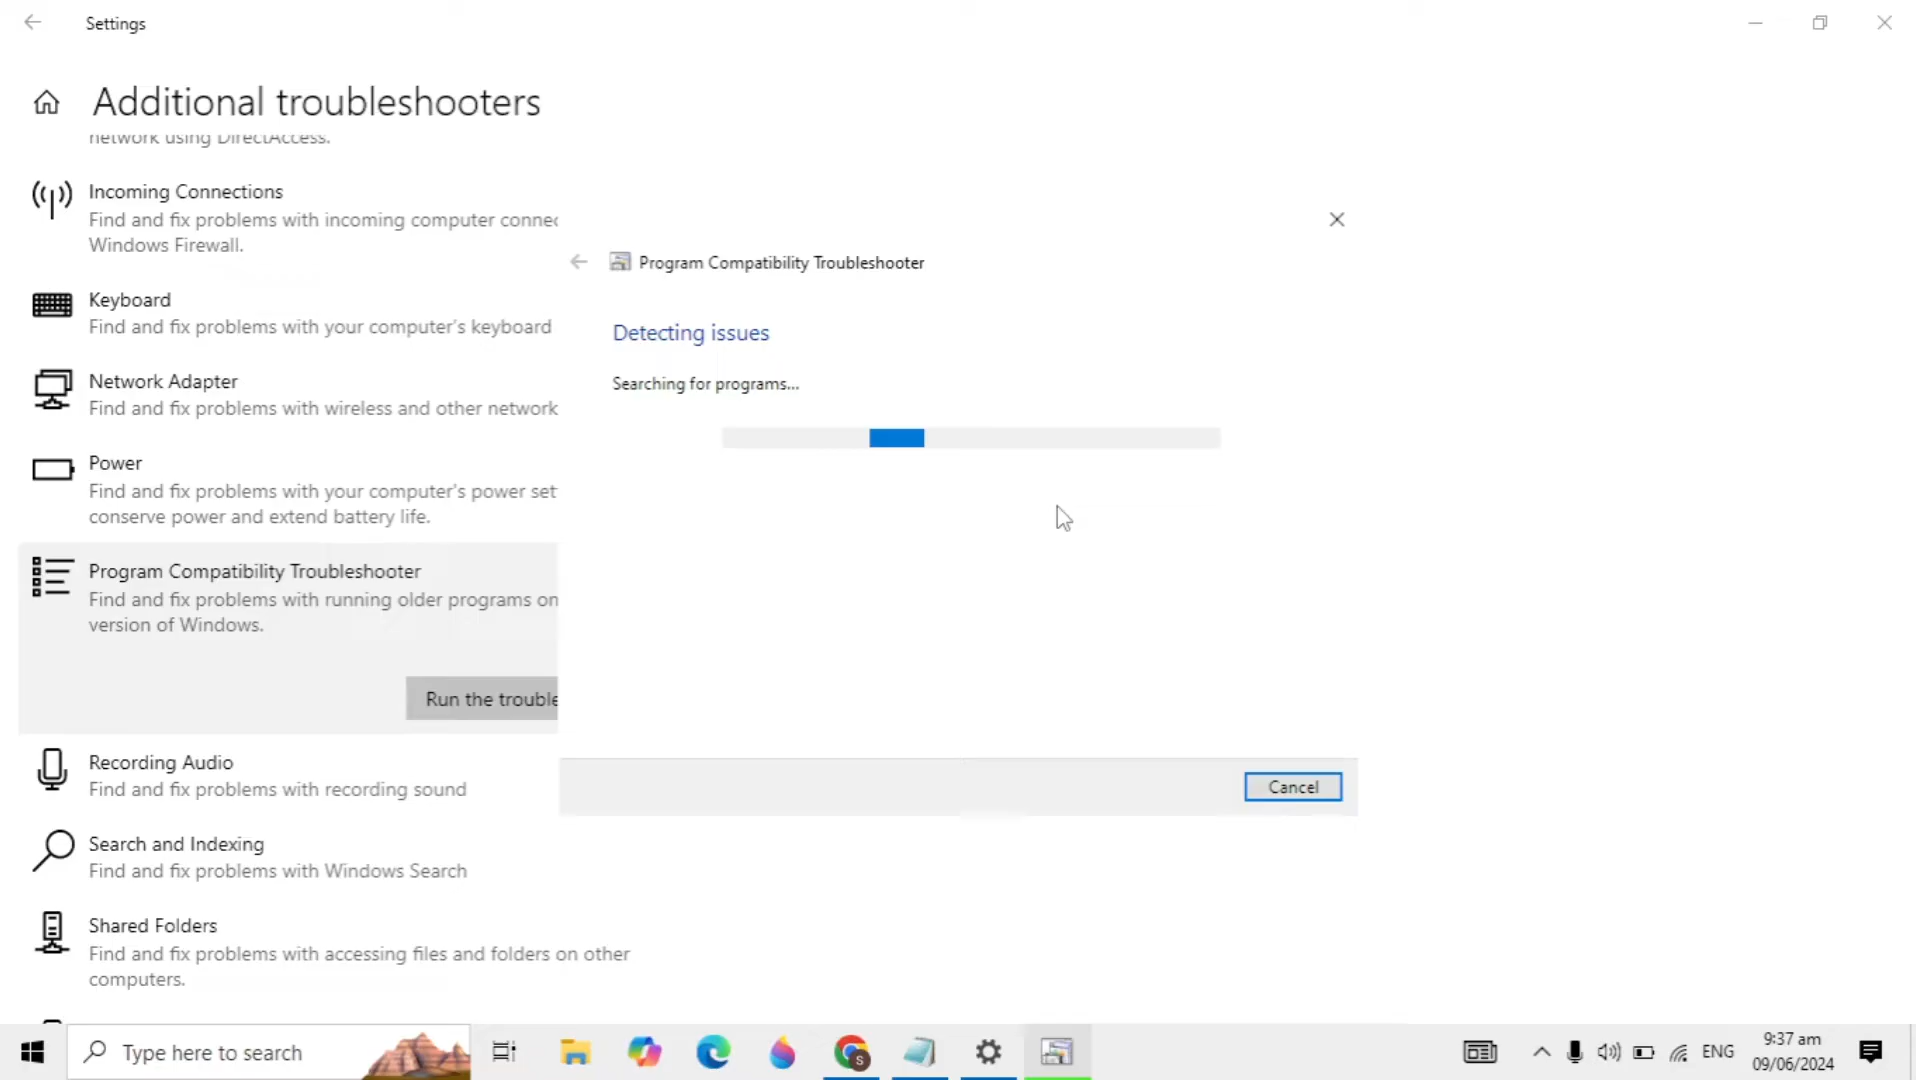 Settings
Additional troubleshooters
network using DirectAccess.
Incoming Connections
Find and fix problems with incoming computer connec
Windows Firewall.
Keyboard
Find and fix problems with your computer's keyboard
Network Adapter
Find and fix problems with wireless and other network
Power
Find and fix problems with your computer's power set
conserve power and extend battery life.
Program Compatibility Troubleshooter
Find and fix problems with running older programs on
version of Windows.
Run the trouble
Recording Audio
Find and fix problems with recording sound
Search and Indexing
Find and fix problems with Windows Search
Shared Folders
Find and fix problems with accessing files and folders on other
computers.
Program Compatibility Troubleshooter
Detecting issues
Searching for programs...
Cancel
Type here to search
S
ENG
9:37 am
09/06/2024